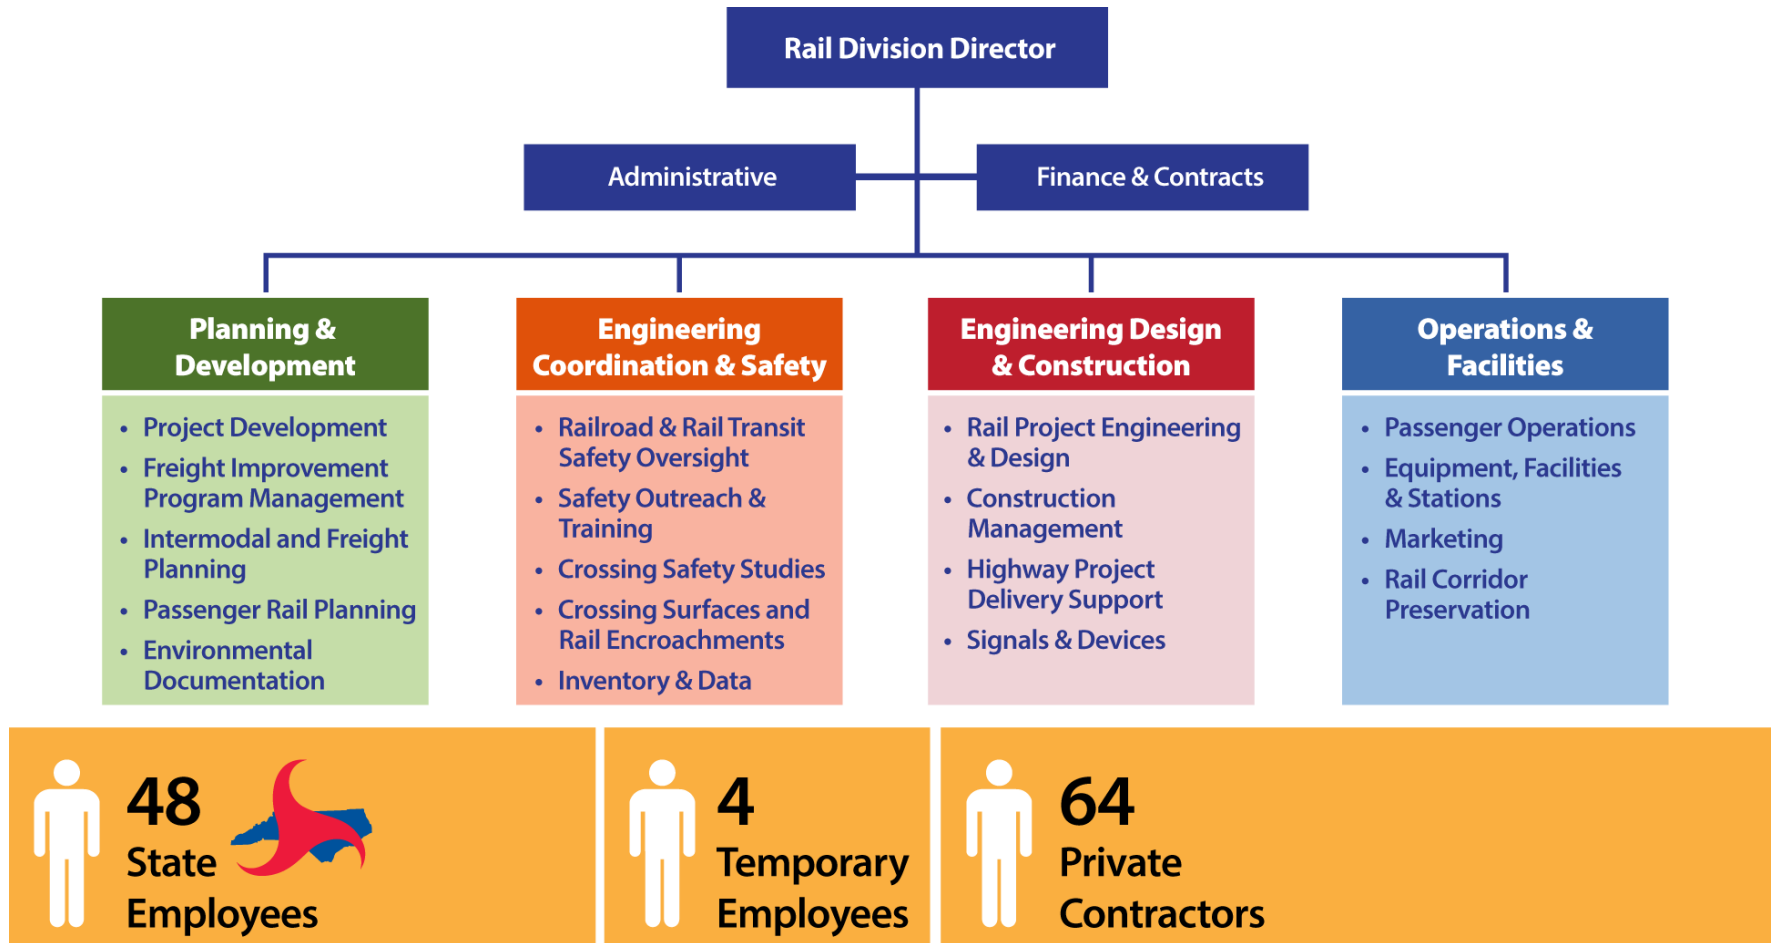 Rail Division Director
Administrative
Finance & Contracts
Planning &
Development
• Project Development
• Freight Improvement
Program Management
• Intermodal and Freight
Planning
• Passenger Rail Planning
• Environmental
Documentation
Engineering
Coordination & Safety
• Railroad & Rail Transit
Safety Oversight
• Safety Outreach &
Training
• Crossing Safety Studies
• Crossing Surfaces and
Rail Encroachments
• Inventory & Data
Engineering Design
& Construction
• Rail Project Engineering
& Design
• Construction
Management
• Highway Project
Delivery Support
• Signals & Devices
Operations &
Facilities
• Passenger Operations
• Equipment, Facilities
& Stations
• Marketing
• Rail Corridor
Preservation
48
State
Employees
4
Temporary
Employees
64
Private
Contractors